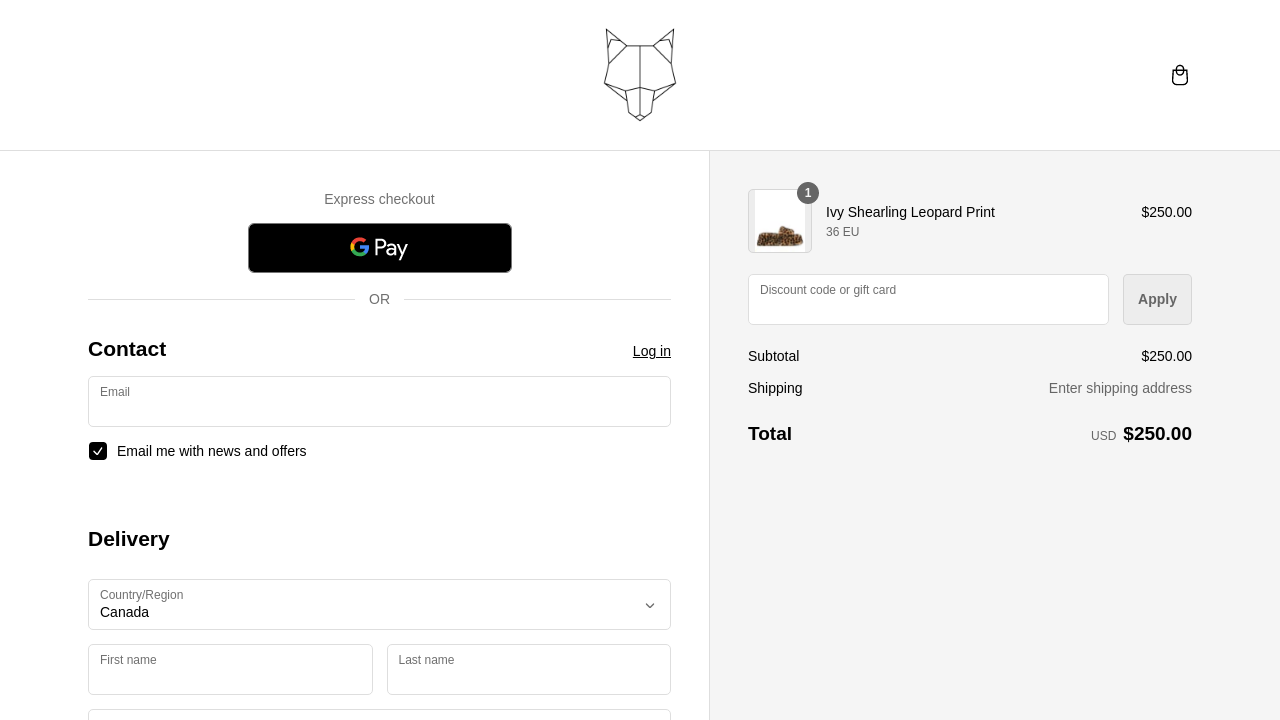 Express checkout
G Pay
OR
Contact
Log in
Email
Email me with news and offers
Delivery
Country/Region
Canada
First name
Last name
1
Ivy Shearling Leopard Print
$250.00
36 EU
Discount code or gift card
Apply
Subtotal
$250.00
Shipping
Enter shipping address
Total
USD $250.00